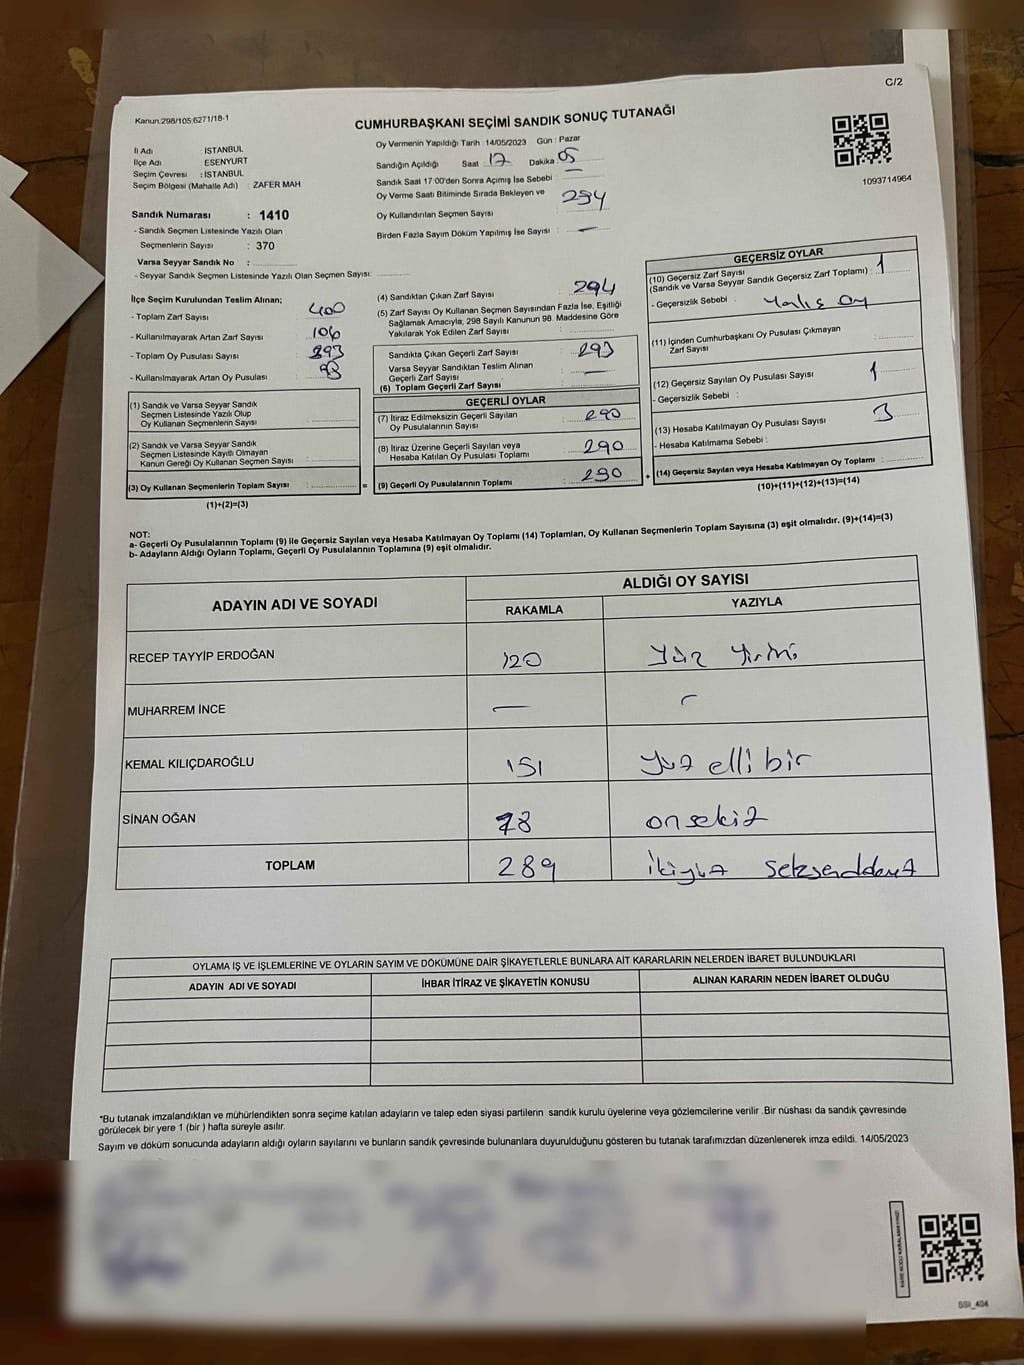 C/2
Kanun:298/105;6271/18-1
CUMHURBAŞKANI SEÇİMİ SANDIK SONUÇ TUTANAĞI
1093714964
İl Adı : İSTANBUL
İlçe Adı : ESENYURT
Seçim Çevresi : İSTANBUL
Seçim Bölgesi (Mahalle Adı) : ZAFER MAH
Sandık Numarası : 1410
- Sandık Seçmen Listesinde Yazılı Olan
Seçmenlerin Sayısı : 370
Varsa Seyyar Sandık No :
- Seyyar Sandık Seçmen Listesinde Yazılı Olan Seçmen Sayısı:
Oy Vermenin Yapıldığı Tarih :14/05/2023 Gün : Pazar
Sandığın Açıldığı Saat : 17 Dakika : 05
Sandık Saat 17:00'den Sonra Açımış İse Sebebi : —
Oy Verme Saati Bitiminde Sırada Bekleyen ve
Oy Kullandırılan Seçmen Sayısı : 294
Birden Fazla Sayım Döküm Yapılmış İse Sayısı : —
İlçe Seçim Kurulundan Teslim Alınan;
- Toplam Zarf Sayısı : 400
- Kullanılmayarak Artan Zarf Sayısı : 106
- Toplam Oy Pusulası Sayısı : 393
- Kullanılmayarak Artan Oy Pusulası :
(1) Sandık ve Varsa Seyyar Sandık
Seçmen Listesinde Yazılı Olup
Oy Kullanan Seçmenlerin Sayısı :
(2) Sandık ve Varsa Seyyar Sandık
Seçmen Listesinde Kayıtlı Olmayan
Kanun Gereği Oy Kullanan Seçmen Sayısı :
(3) Oy Kullanan Seçmenlerin Toplam Sayısı : =
(1)+(2)=(3)
(4) Sandıktan Çıkan Zarf Sayısı : 294
(5) Zarf Sayısı Oy Kullanan Seçmen Sayısından Fazla İse, Eşitliği
Sağlamak Amacıyla, 298 Sayılı Kanunun 98. Maddesine Göre
Yakılarak Yok Edilen Zarf Sayısı :
Sandıkta Çıkan Geçerli Zarf Sayısı : 293
Varsa Seyyar Sandıktan Teslim Alınan
Geçerli Zarf Sayısı : —
(6) Toplam Geçerli Zarf Sayısı :
GEÇERLİ OYLAR
(7) İtiraz Edilmeksizin Geçerli Sayılan
Oy Pusulalarının Sayısı : 290
(8) İtiraz Üzerine Geçerli Sayılan veya
Hesaba Katılan Oy Pusulası Toplamı : 290
(9) Geçerli Oy Pusulalarının Toplamı : 290 +
GEÇERSİZ OYLAR
(10) Geçersiz Zarf Sayısı
(Sandık ve Varsa Seyyar Sandık Geçersiz Zarf Toplamı) : 1
- Geçersizlik Sebebi : Yalış Oy
(11) İçinden Cumhurbaşkanı Oy Pusulası Çıkmayan
Zarf Sayısı
(12) Geçersiz Sayılan Oy Pusulası Sayısı : 1
- Geçersizlik Sebebi :
(13) Hesaba Katılmayan Oy Pusulası Sayısı : 3
- Hesaba Katılmama Sebebi :
(14) Geçersiz Sayılan veya Hesaba Katılmayan Oy Toplamı :
(10)+(11)+(12)+(13)=(14)
NOT:
a- Geçerli Oy Pusulalarının Toplamı (9) ile Geçersiz Sayılan veya Hesaba Katılmayan Oy Toplamı (14) Toplamları, Oy Kullanan Seçmenlerin Toplam Sayısına (3) eşit olmalıdır. (9)+(14)=(3)
b- Adayların Aldığı Oyların Toplamı, Geçerli Oy Pusulalarının Toplamına (9) eşit olmalıdır.
ADAYIN ADI VE SOYADI
ALDIĞI OY SAYISI
RAKAMLA YAZIYLA
RECEP TAYYİP ERDOĞAN 120 Yüz Yirmi
MUHARREM İNCE — —
KEMAL KILIÇDAROĞLU 151 Yüz elli bir
SİNAN OĞAN 18 on sekiz
TOPLAM 289 ikiyüz seksenddokuz
OYLAMA İŞ VE İŞLEMLERİNE VE OYLARIN SAYIM VE DÖKÜMÜNE DAİR ŞİKAYETLERLE BUNLARA AİT KARARLARIN NELERDEN İBARET BULUNDUKLARI
ADAYIN ADI VE SOYADI İHBAR İTİRAZ VE ŞİKAYETİN KONUSU ALINAN KARARIN NEDEN İBARET OLDUĞU
*Bu tutanak imzalandıktan ve mühürlendikten sonra seçime katılan adayların ve talep eden siyasi partilerin sandık kurulu üyelerine veya gözlemcilerine verilir .Bir nüshası da sandık çevresinde
görülecek bir yere 1 (bir ) hafta süreyle asılır.
Sayım ve döküm sonucunda adayların aldığı oyların sayılarını ve bunların sandık çevresinde bulunanlara duyurulduğunu gösteren bu tutanak tarafımızdan düzenlenerek imza edildi. 14/05/2023
SSI_404